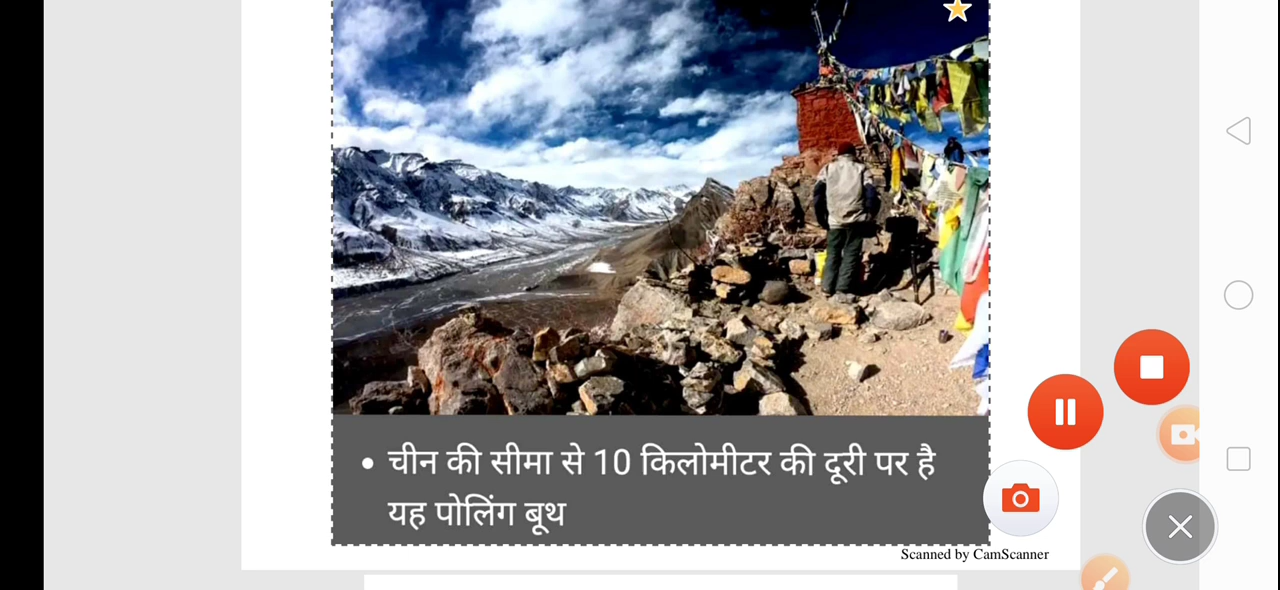 • चीन की सीमा से 10 किलोमीटर की दूरी पर है
यह पोलिंग बूथ
Scanned by CamScanner